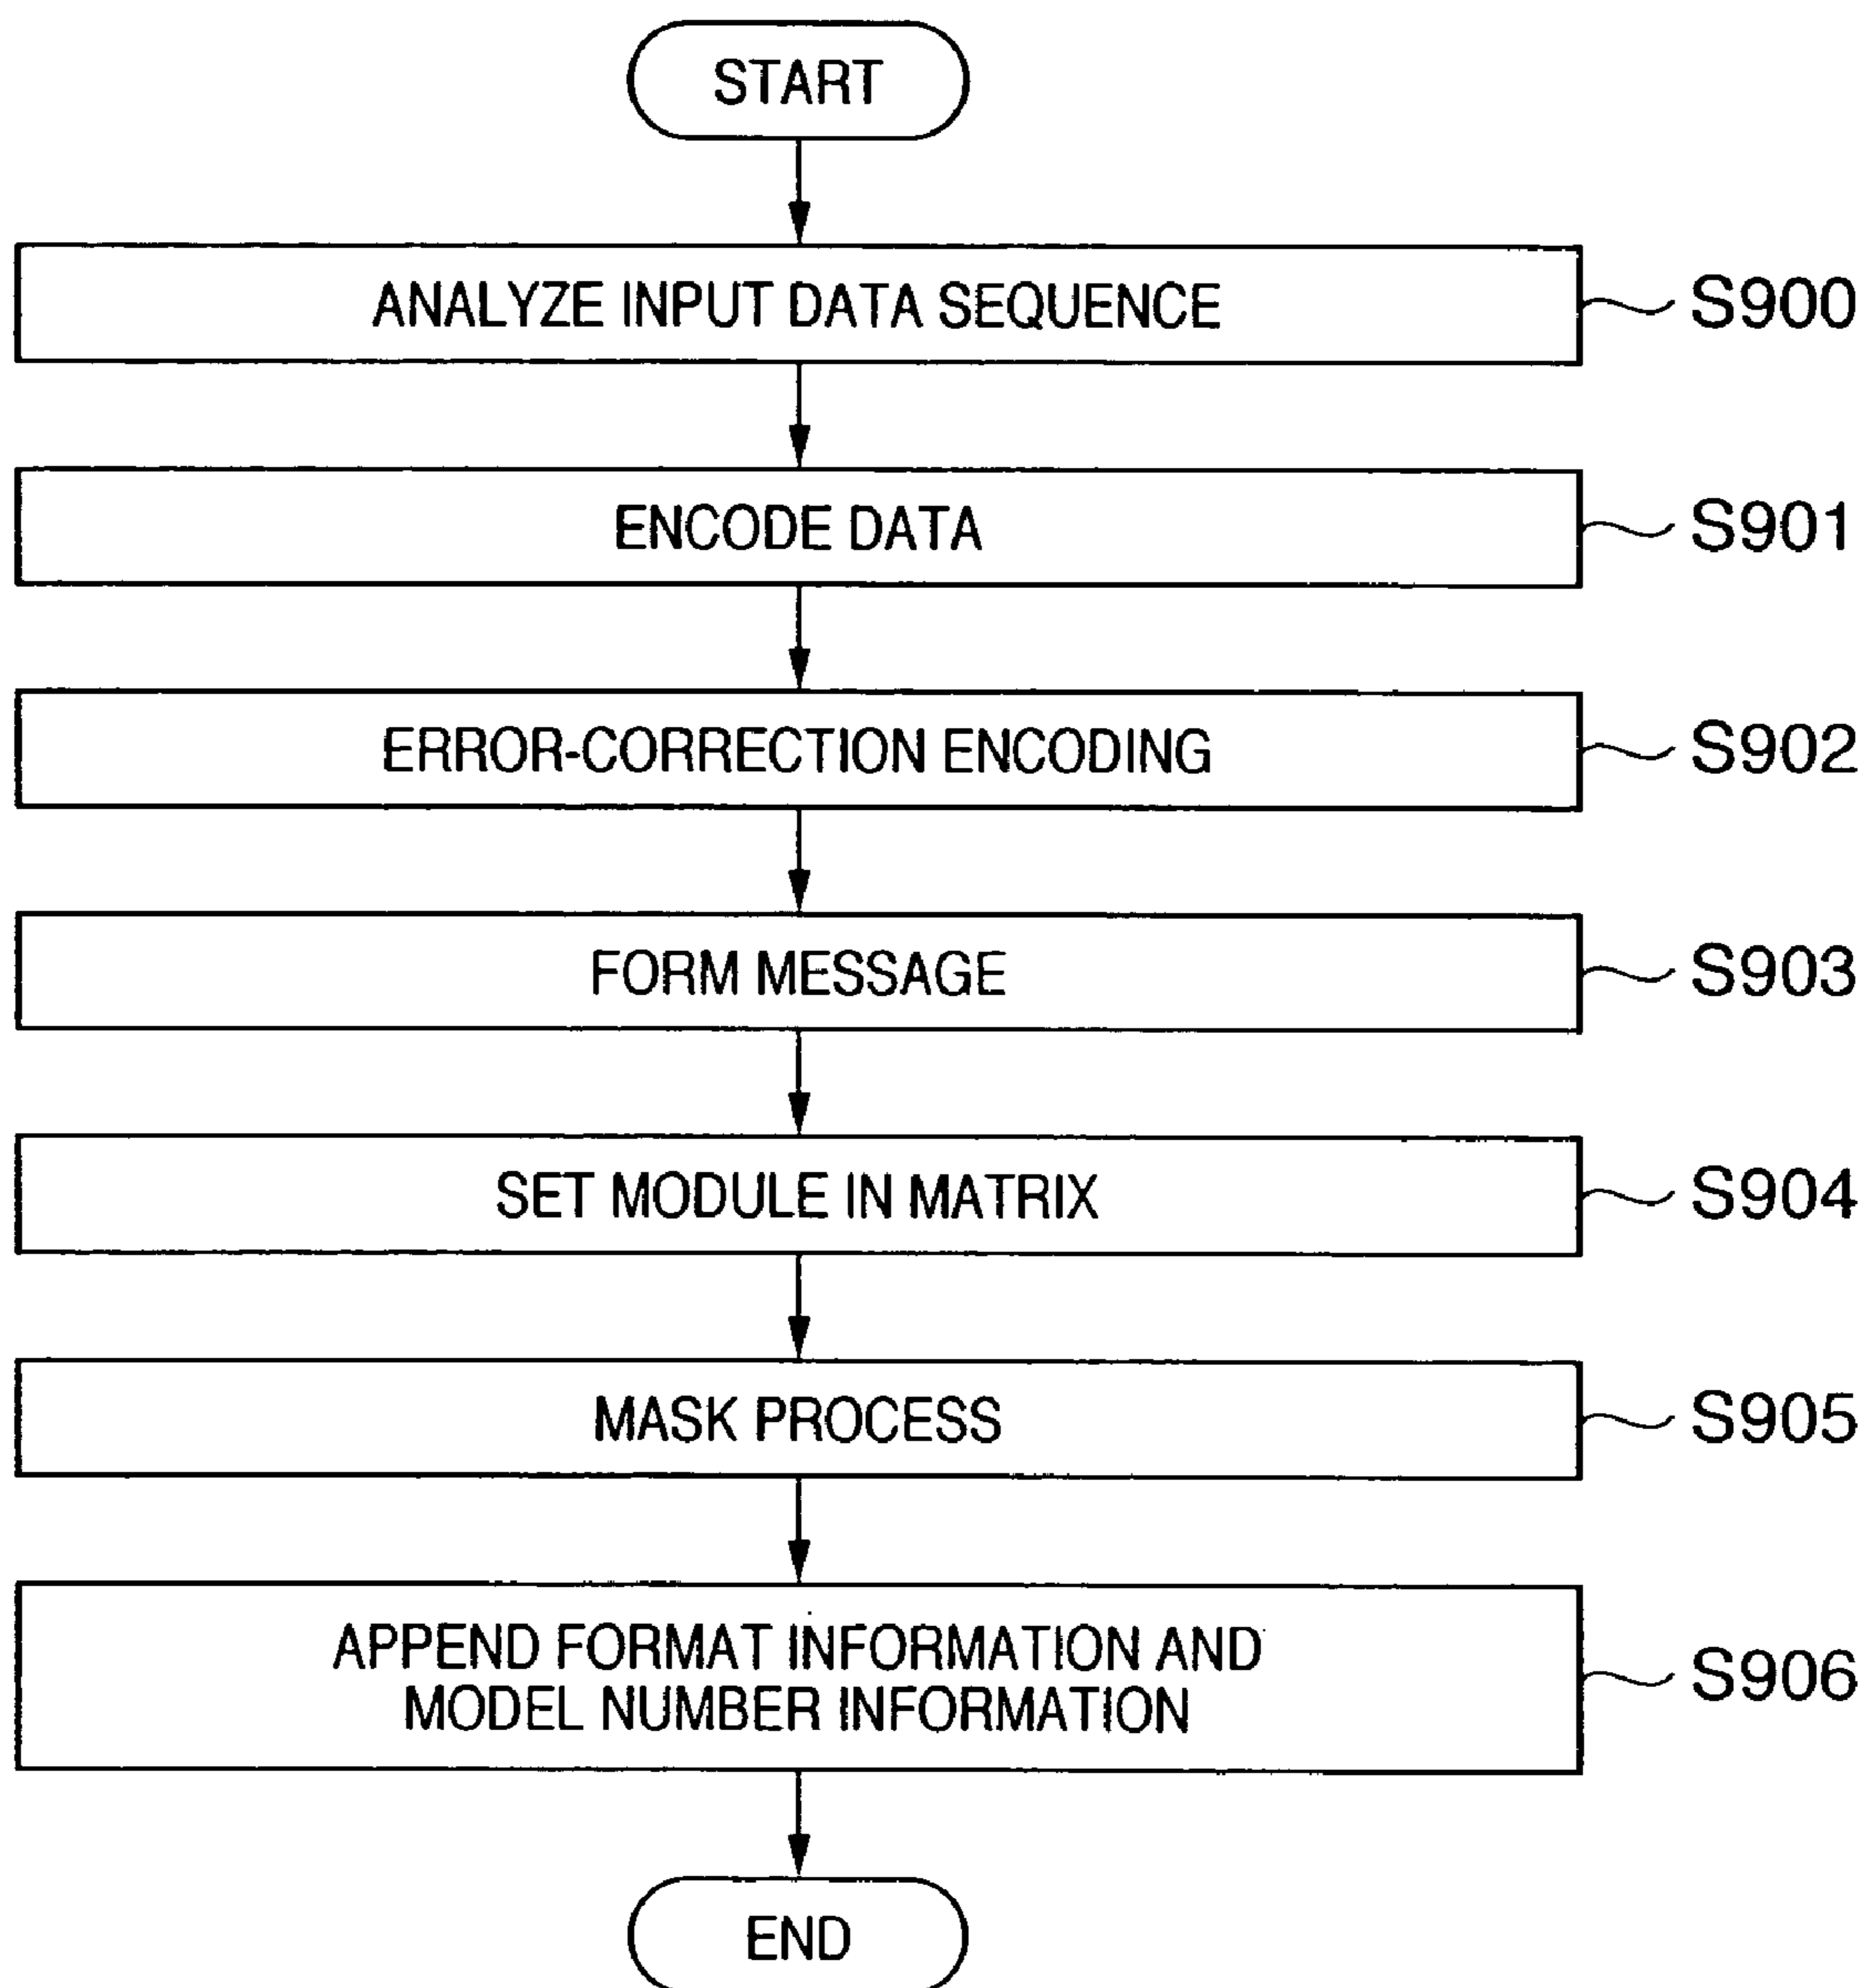 START
ANALYZE INPUT DATA SEQUENCE
S900
ENCODE DATA
S901
ERROR-CORRECTION ENCODING
S902
FORM MESSAGE
S903
SET MODULE IN MATRIX
S904
MASK PROCESS
S905
APPEND FORMAT INFORMATION AND
MODEL NUMBER INFORMATION
S906
END